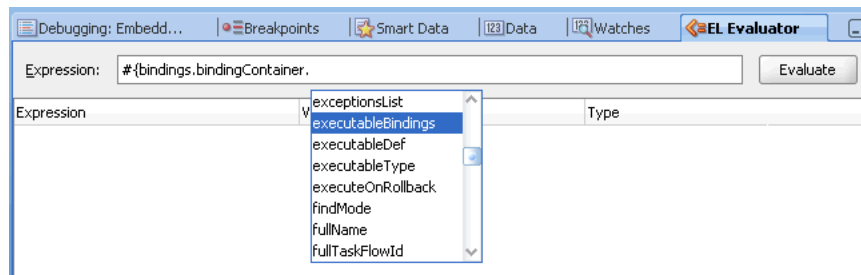 Debugging: Embedd... Breakpoints Smart Data 123 Data Watches EL Evaluator
Expression: #{bindings.bindingContainer. Evaluate
Expression V Type
exceptionsList
executableBindings
executableDef
executableType
executeOnRollback
findMode
fullName
fullTaskFlowId